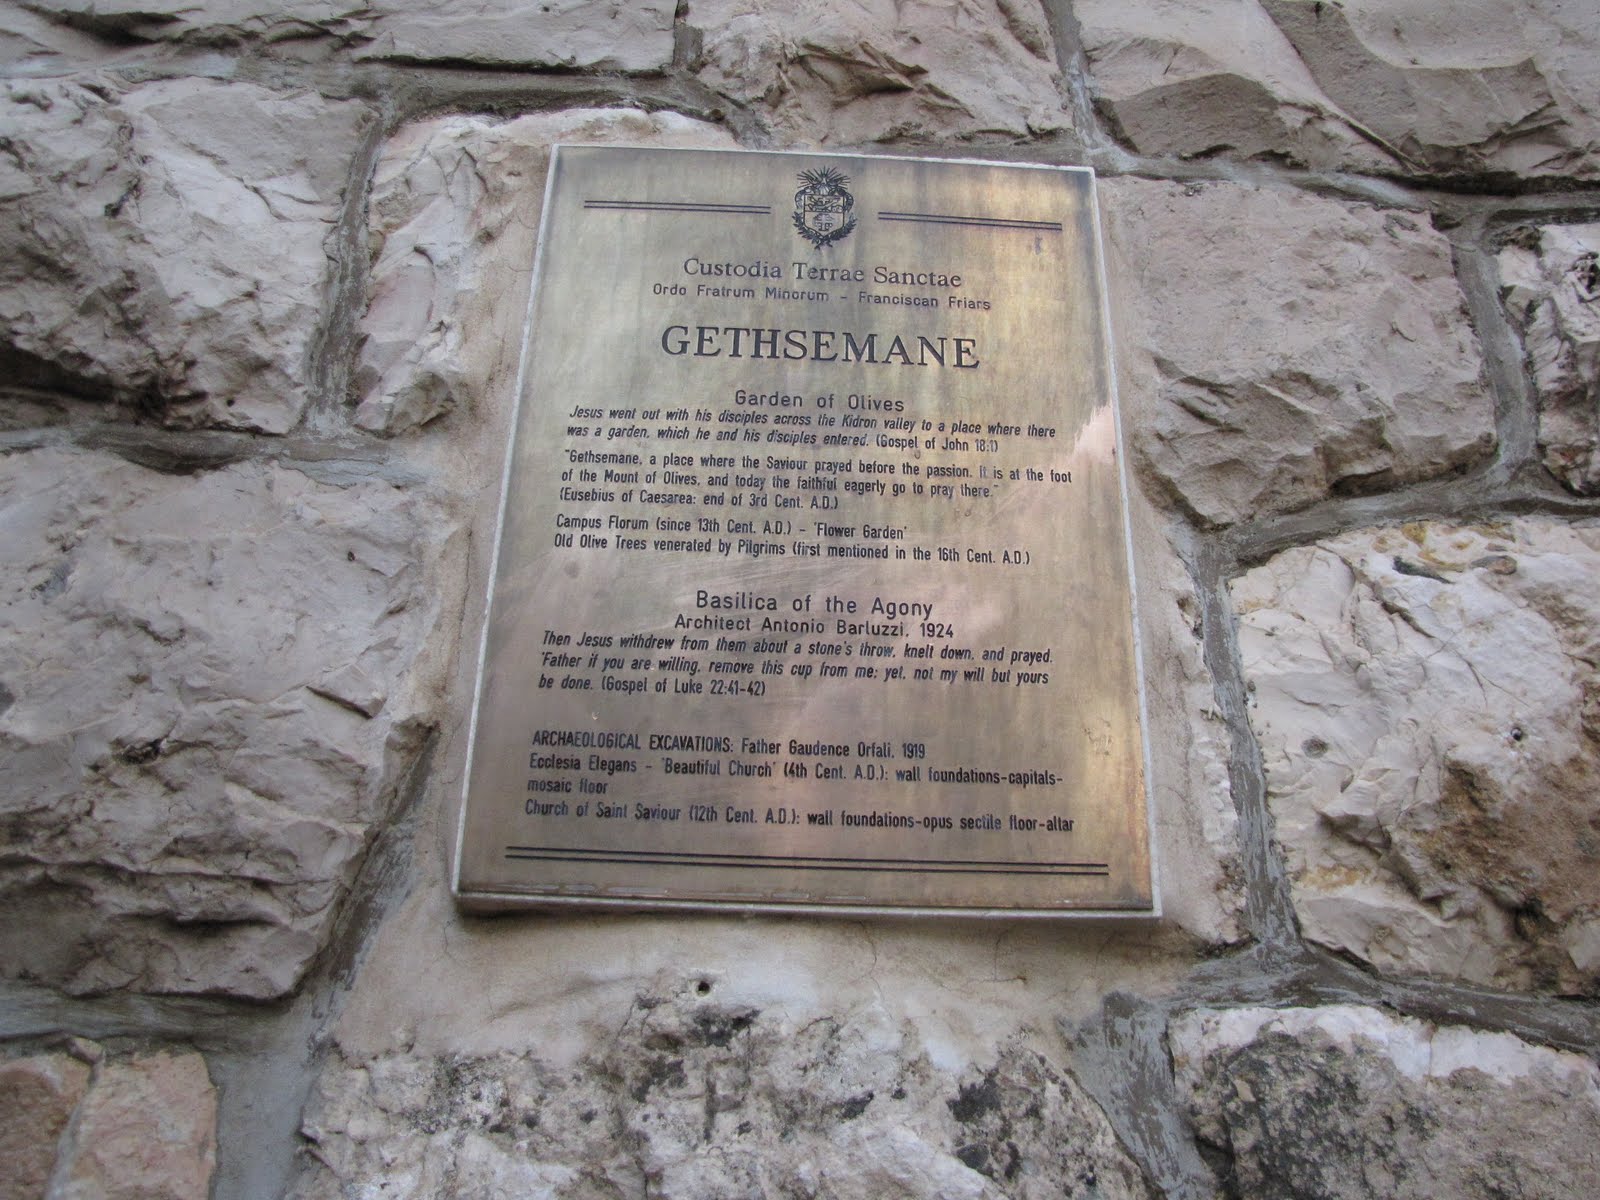 Custodia Terrae Sanctae
Ordo Fratrum Minorum - Franciscan Friars
GETHSEMANE
Garden of Olives
Jesus went out with his disciples across the Kidron valley to a place where there
was a garden, which he and his disciples entered. (Gospel of John 18:1)
"Gethsemane, a place where the Saviour prayed before the passion. It is at the foot
of the Mount of Olives, and today the faithful eagerly go to pray there."
(Eusebius of Caesarea: end of 3rd Cent. A.D.)
Campus Florum (since 13th Cent. A.D.) - 'Flower Garden'
Old Olive Trees venerated by Pilgrims (first mentioned in the 16th Cent. A.D.)
Basilica of the Agony
Architect Antonio Barluzzi, 1924
Then Jesus withdrew from them about a stone's throw, knelt down, and prayed.
'Father if you are willing, remove this cup from me; yet, not my will but yours
be done. (Gospel of Luke 22:41-42)
ARCHAEOLOGICAL EXCAVATIONS: Father Gaudence Orfali, 1919
Ecclesia Elegans - 'Beautiful Church' (4th Cent. A.D.): wall foundations-capitals-
mosaic floor
Church of Saint Saviour (12th Cent. A.D.): wall foundations-opus sectile floor-altar